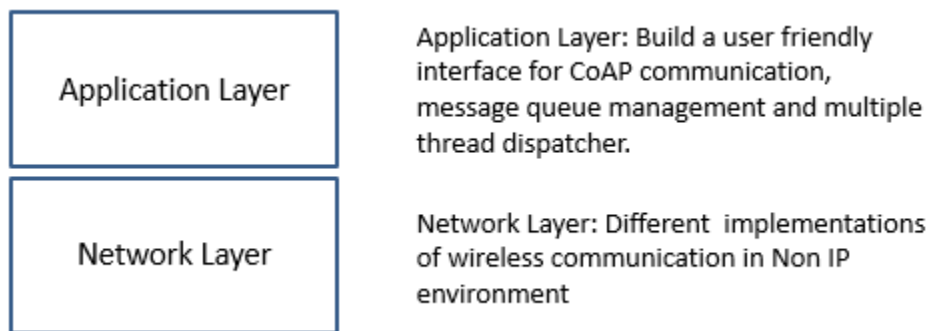 Application Layer
Application Layer: Build a user friendly
interface for CoAP communication,
message queue management and multiple
thread dispatcher.
Network Layer
Network Layer: Different  implementations
of wireless communication in Non IP
environment